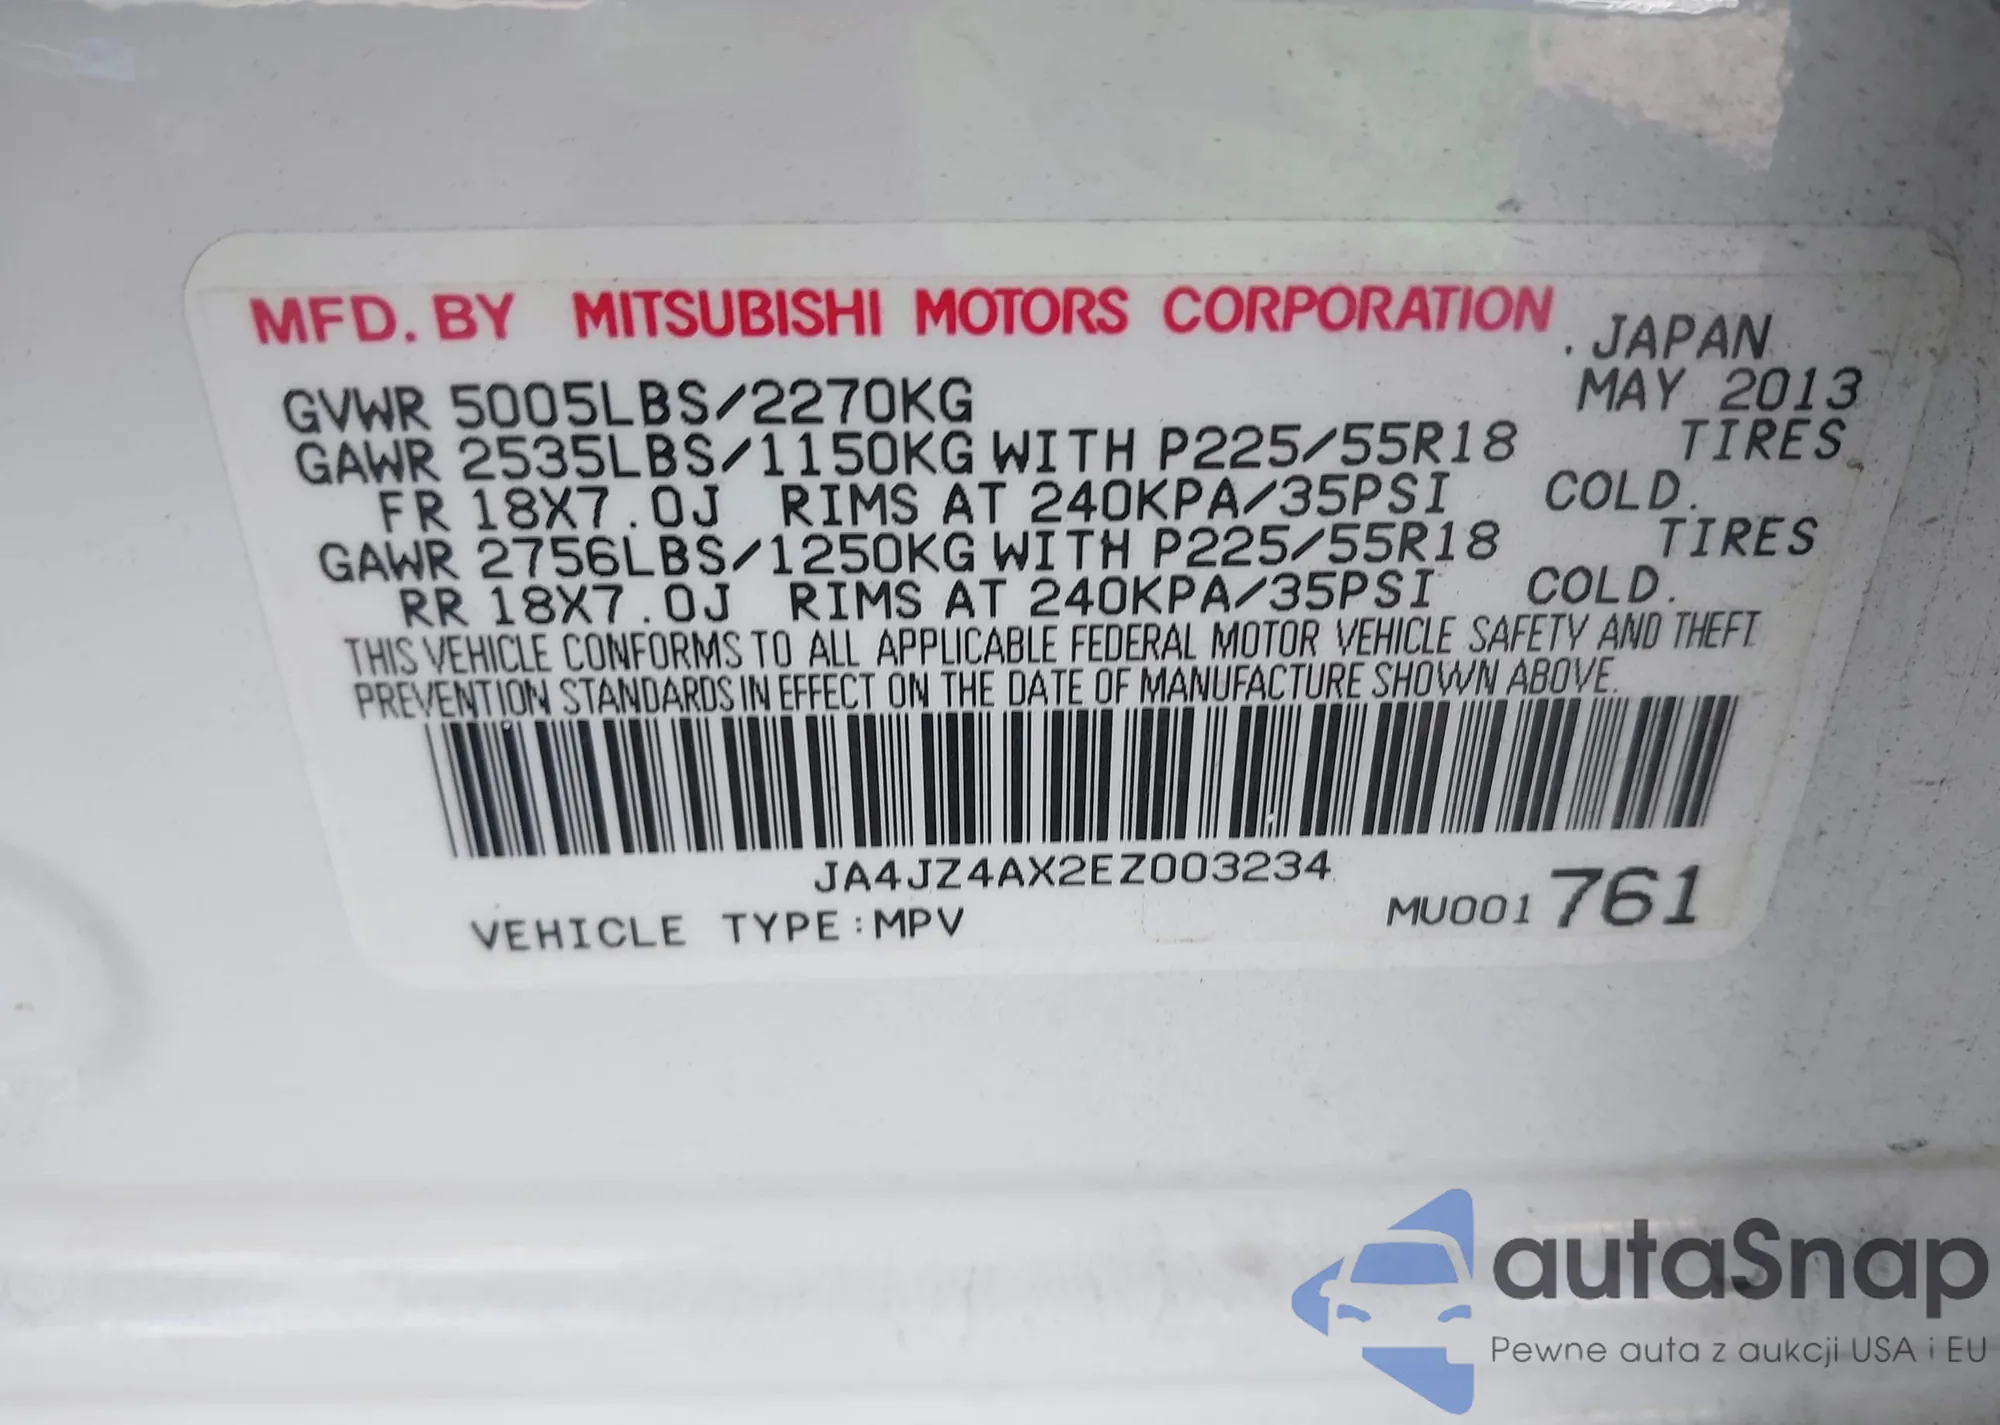 MFD. BY MITSUBISHI MOTORS CORPORATION
. JAPAN
GVWR 5005LBS/2270KG MAY 2013
GAWR 2535LBS/1150KG WITH P225/55R18 TIRES
FR 18X7.0J RIMS AT 240KPA/35PSI COLD.
GAWR 2756LBS/1250KG WITH P225/55R18 TIRES
RR 18X7.0J RIMS AT 240KPA/35PSI COLD.
THIS VEHICLE CONFORMS TO ALL APPLICABLE FEDERAL MOTOR VEHICLE SAFETY AND THEFT
PREVENTION STANDARDS IN EFFECT ON THE DATE OF MANUFACTURE SHOWN ABOVE.
JA4JZ4AX2EZ003234
VEHICLE TYPE:MPV MU001 761
autaSnap
Pewne auta z aukcji USA i EU